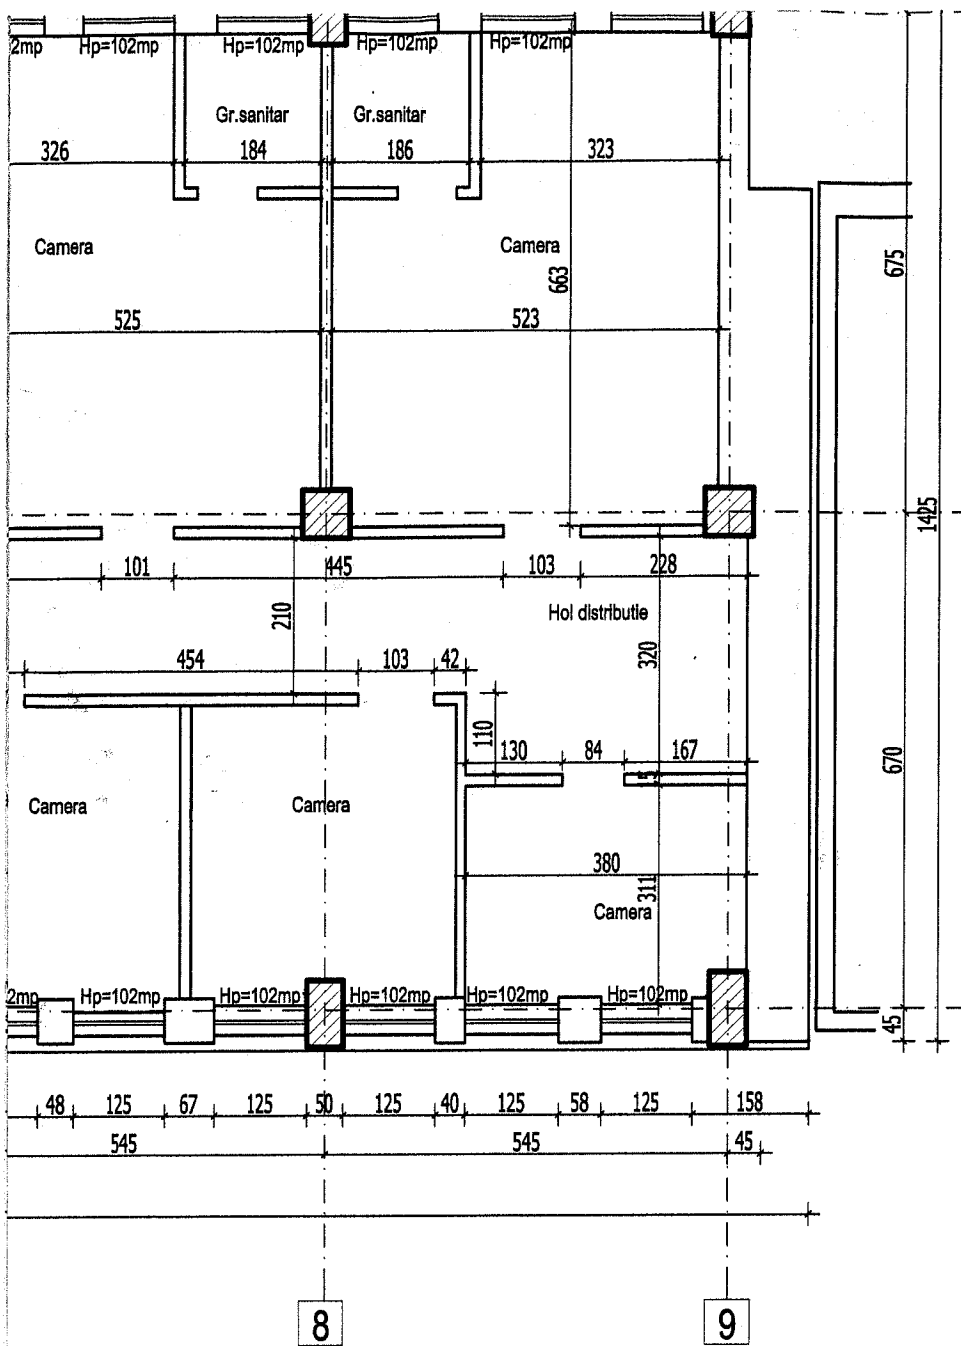 2mp Hp=102mp Hp=102mp Hp=102mp Hp=102mp
Gr.sanitar Gr.sanitar
326 184 186 323
Camera Camera
675
663
525 523
1425
101 445 103 228
210
Hol distributie
320
454 103 42
110
130 84 167
15
670
Camera Camera
380
311
Camera
2mp Hp=102mp Hp=102mp Hp=102mp Hp=102mp Hp=102mp
45
48 125 67 125 50 125 40 125 58 125 158
545 545 45
8 9